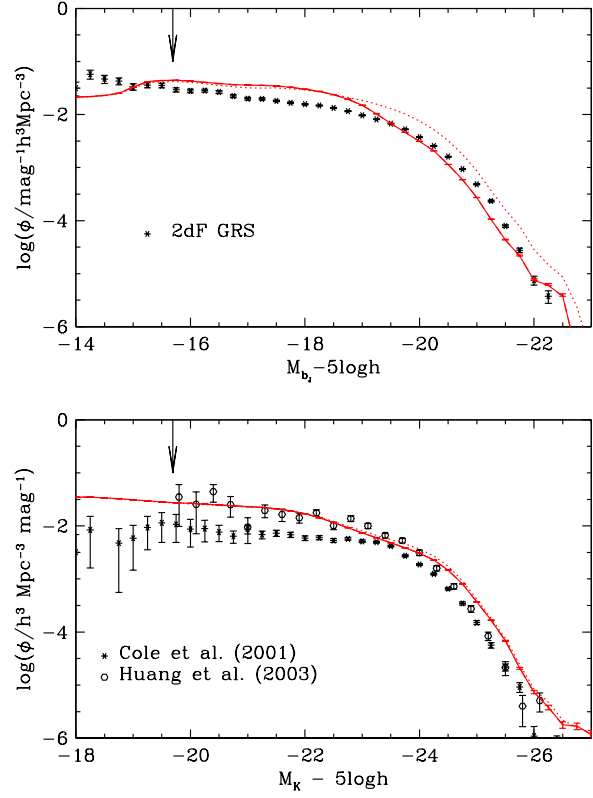 0
−2
−4
−6
log(ϕ/mag⁻¹h³Mpc⁻³)
2dF GRS
−14 −16 −18 −20 −22
M_bJ−5logh
0
−2
−4
−6
log(ϕ/h³ Mpc⁻³ mag⁻¹)
Cole et al. (2001)
Huang et al. (2003)
−18 −20 −22 −24 −26
M_K − 5logh